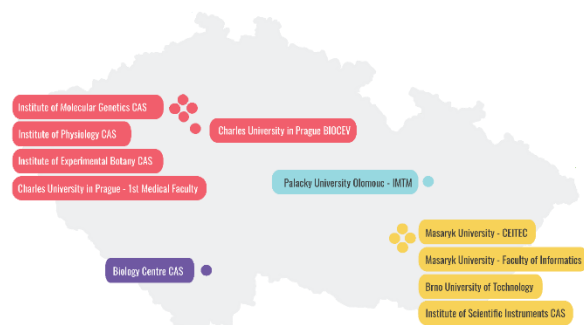 Institute of Molecular Genetics CAS
Institute of Physiology CAS
Institute of Experimental Botany CAS
Charles University in Prague - 1st Medical Faculty
Charles University in Prague BIOCEV
Palacky University Olomouc - IMTM
Biology Centre CAS
Masaryk University - CEITEC
Masaryk University - Faculty of Informatics
Brno University of Technology
Institute of Scientific Instruments CAS